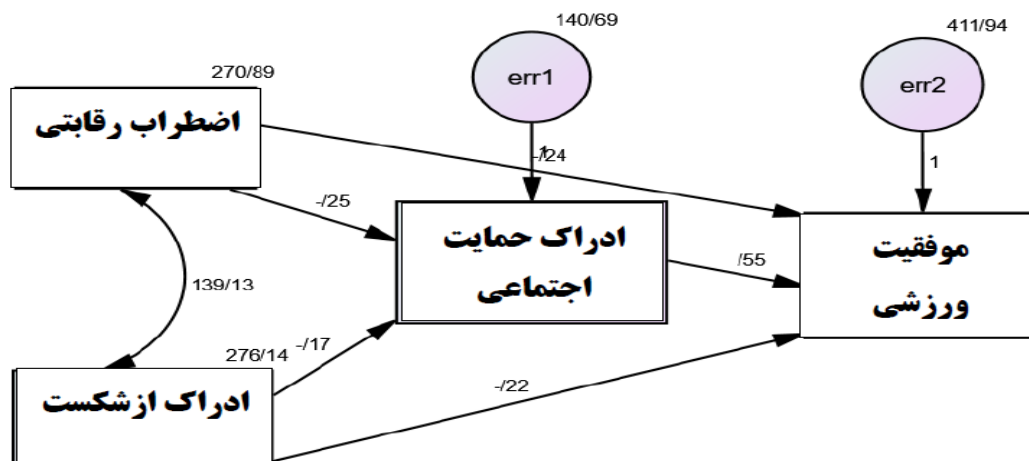 140/69
411/94
err1
err2
270/89
اضطراب رقابتی
1
-/24
1
-/25
ادراک حمایت
اجتماعی
/55
موفقیت
ورزشی
139/13
276/14
-/17
-/22
ادراک ازشکست